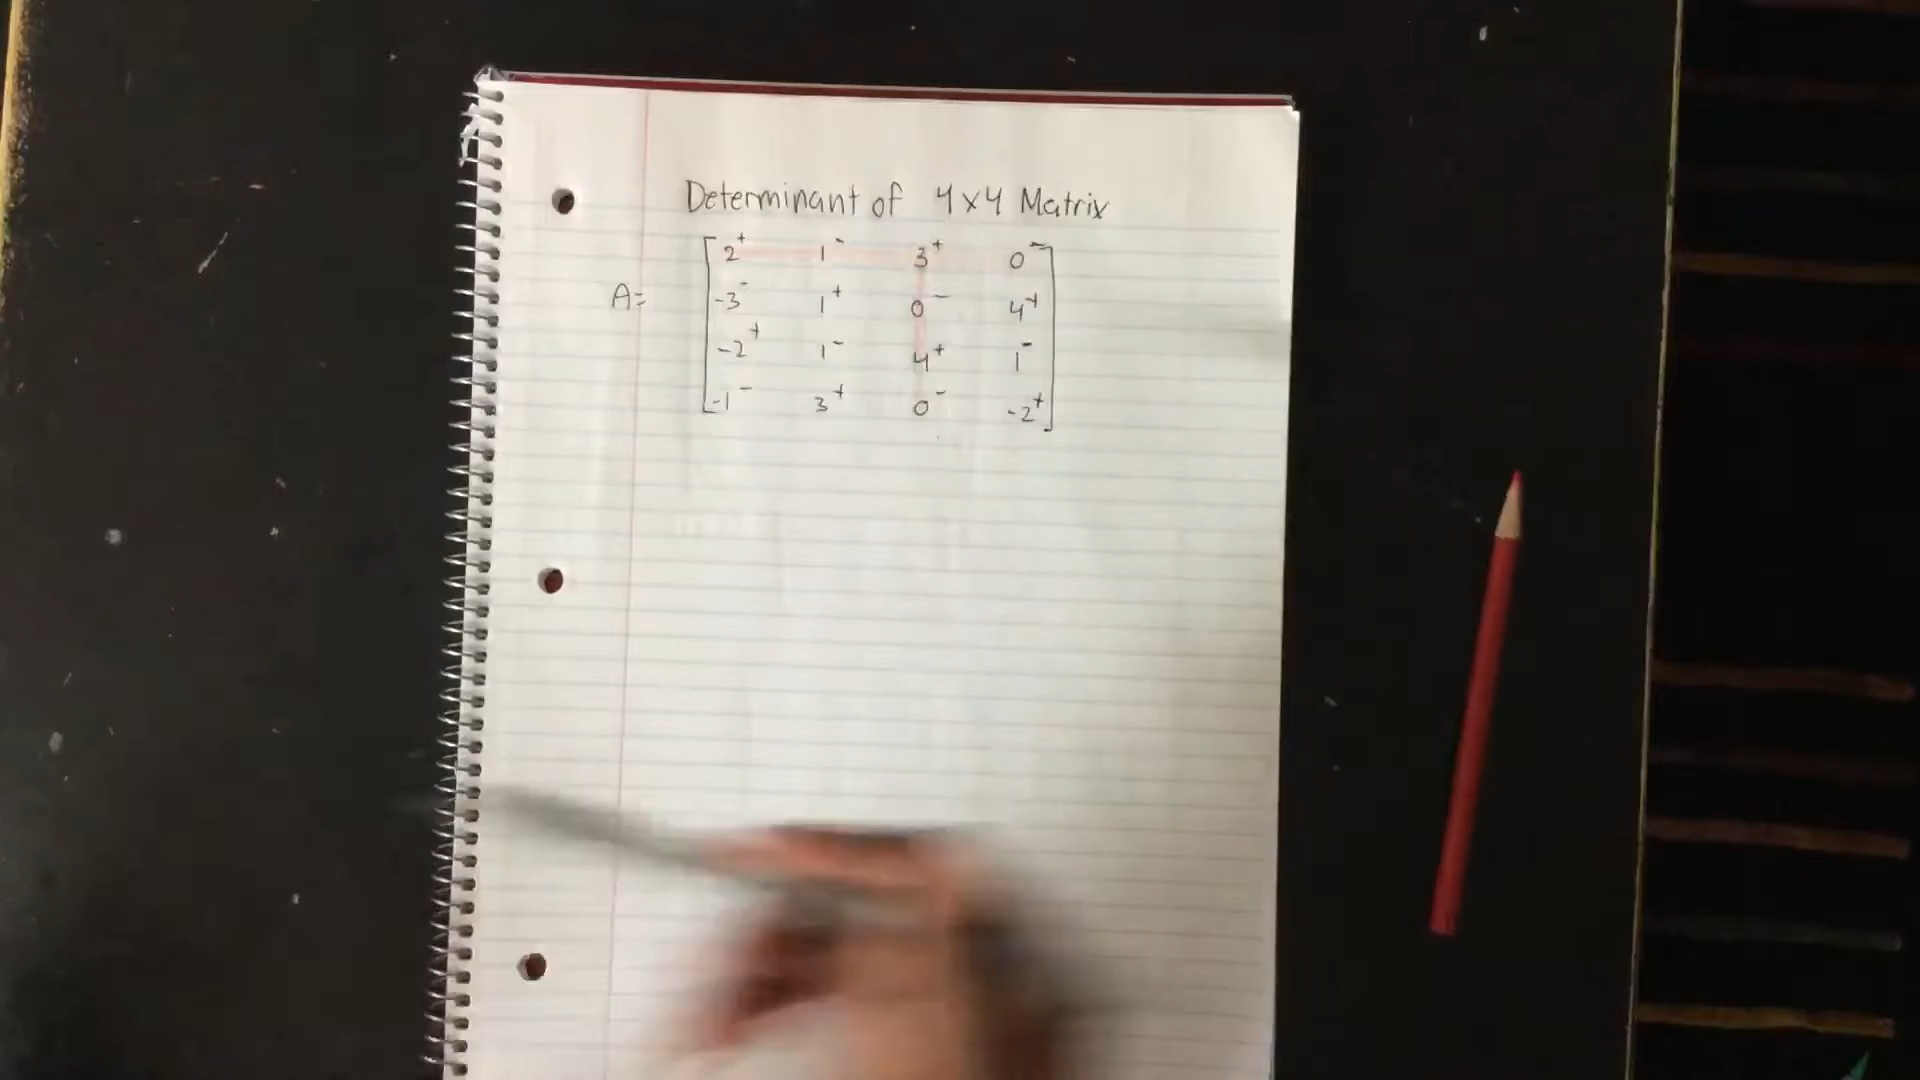 Determinant of 4x4 Matrix
2⁺ 1⁻ 3⁺ 0⁻
A= -3⁻ 1⁺ 0⁻ 4⁺
-2⁺ 1⁻ 4⁺ 1⁻
-1⁻ 3⁺ 0⁻ -2⁺